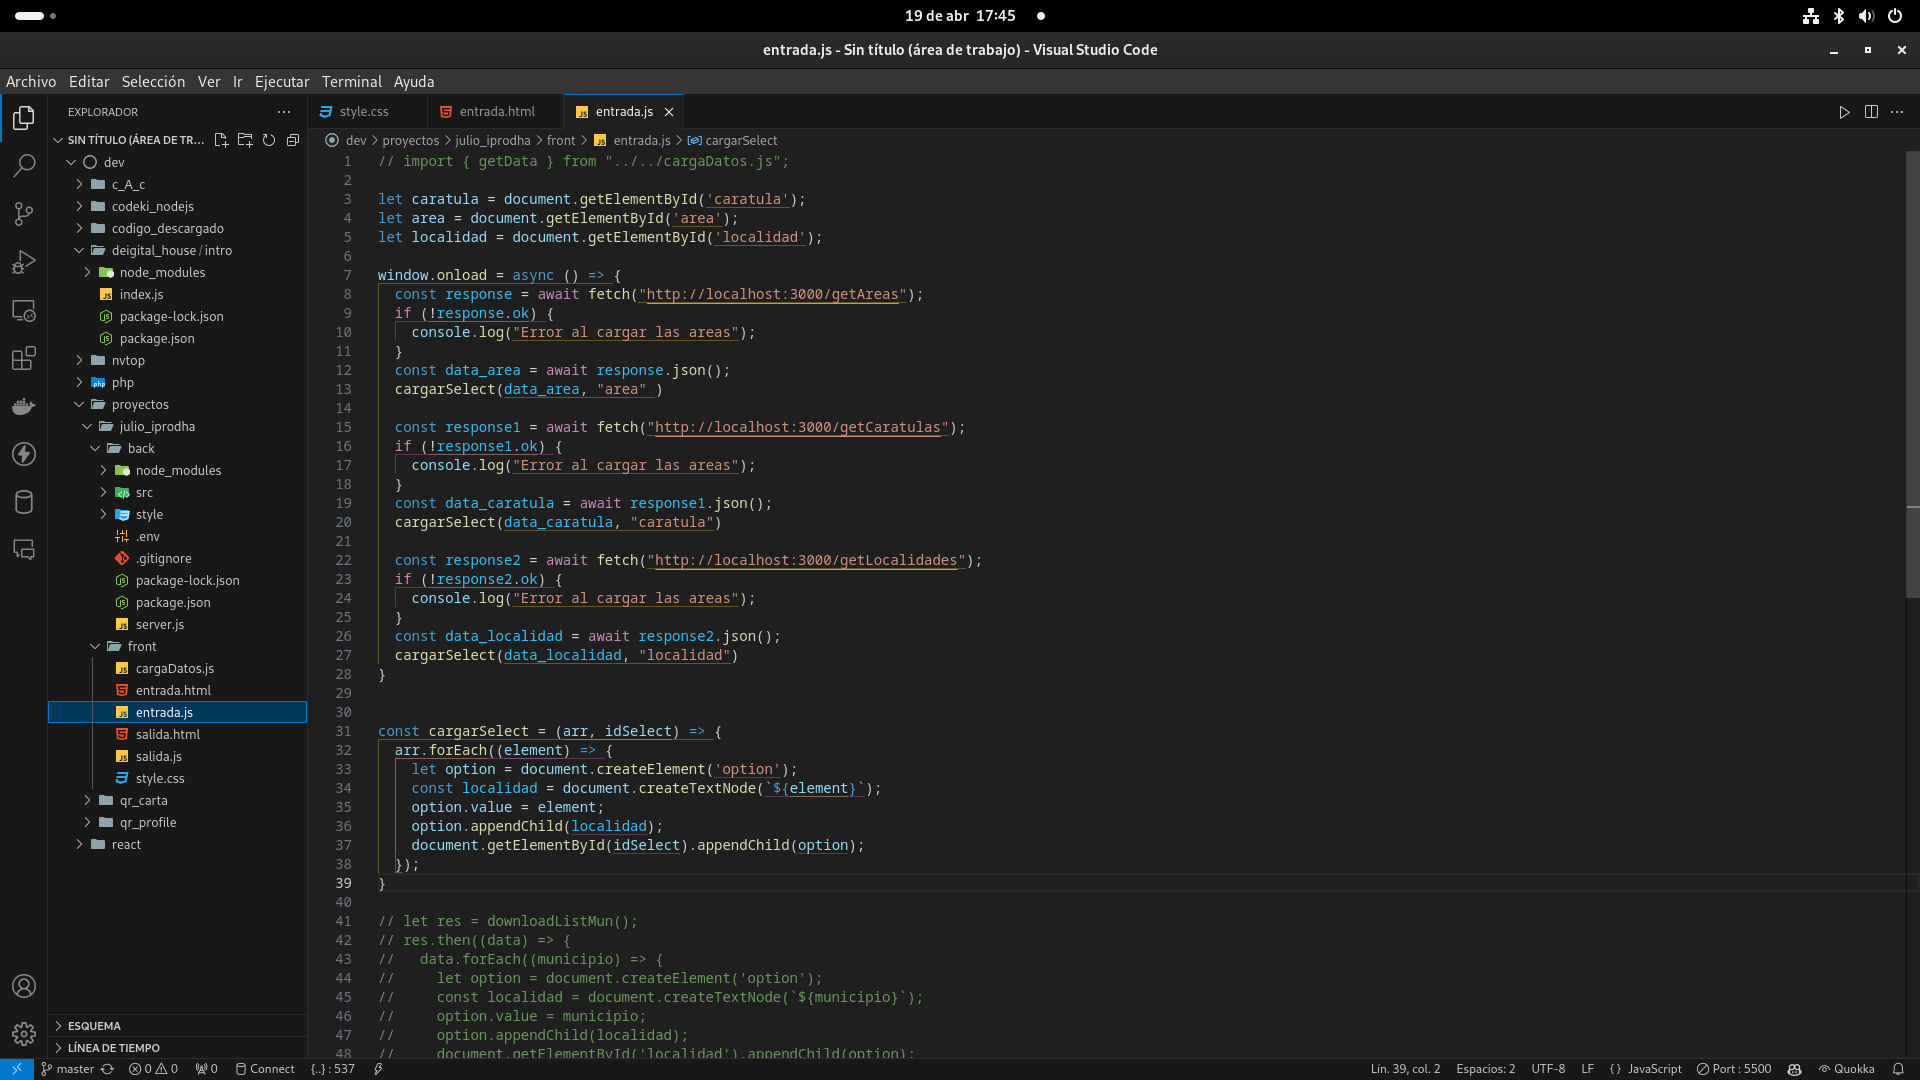 19 de abr 17:45
entrada.js - Sin título (área de trabajo) - Visual Studio Code
Archivo Editar Selección Ver Ir Ejecutar Terminal Ayuda
EXPLORADOR
SIN TÍTULO (ÁREA DE TR...
dev
c_A_c
codeki_nodejs
codigo_descargado
deigital_house / intro
node_modules
index.js
package-lock.json
package.json
nvtop
php
proyectos
julio_iprodha
back
node_modules
src
style
.env
.gitignore
package-lock.json
package.json
server.js
front
cargaDatos.js
entrada.html
entrada.js
salida.html
salida.js
style.css
qr_carta
qr_profile
react
ESQUEMA
LÍNEA DE TIEMPO
style.css entrada.html entrada.js
dev > proyectos > julio_iprodha > front > entrada.js > cargarSelect
1 // import { getData } from "../../cargaDatos.js";
2
3 let caratula = document.getElementById('caratula');
4 let area = document.getElementById('area');
5 let localidad = document.getElementById('localidad');
6
7 window.onload = async () => {
8   const response = await fetch("http://localhost:3000/getAreas");
9   if (!response.ok) {
10     console.log("Error al cargar las areas");
11   }
12   const data_area = await response.json();
13   cargarSelect(data_area, "area" )
14
15   const response1 = await fetch("http://localhost:3000/getCaratulas");
16   if (!response1.ok) {
17     console.log("Error al cargar las areas");
18   }
19   const data_caratula = await response1.json();
20   cargarSelect(data_caratula, "caratula")
21
22   const response2 = await fetch("http://localhost:3000/getLocalidades");
23   if (!response2.ok) {
24     console.log("Error al cargar las areas");
25   }
26   const data_localidad = await response2.json();
27   cargarSelect(data_localidad, "localidad")
28 }
29
30
31 const cargarSelect = (arr, idSelect) => {
32   arr.forEach((element) => {
33     let option = document.createElement('option');
34     const localidad = document.createTextNode(`${element}`);
35     option.value = element;
36     option.appendChild(localidad);
37     document.getElementById(idSelect).appendChild(option);
38   });
39 }
40
41 // let res = downloadListMun();
42 // res.then((data) => {
43 //   data.forEach((municipio) => {
44 //     let option = document.createElement('option');
45 //     const localidad = document.createTextNode(`${municipio}`);
46 //     option.value = municipio;
47 //     option.appendChild(localidad);
48 //     document.getElementById('localidad').appendChild(option);
master 0 0 0 Connect {..} : 537 Lín. 39, col. 2 Espacios: 2 UTF-8 LF {} JavaScript Port : 5500 Quokka